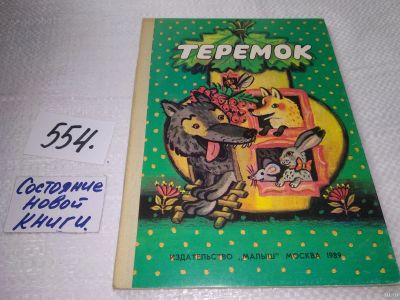 ТЕРЕМОК
554.
Состояние
новой
книги.
ИЗДАТЕЛЬСТВО „МАЛЫШ" МОСКВА 1989